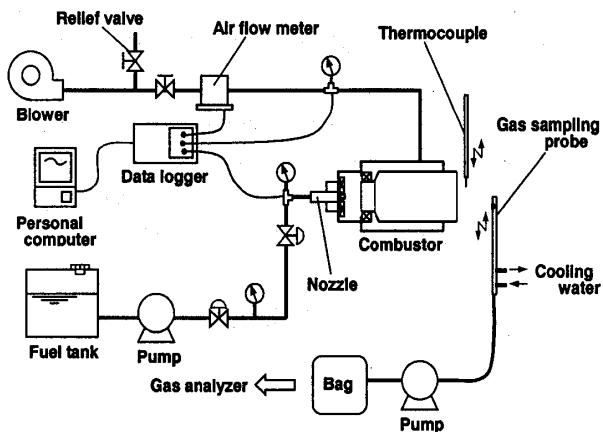 Relief valve
Air flow meter
Thermocouple
Blower
Gas sampling
probe
Data logger
Personal
computer
Combustor
Nozzle
Cooling
water
Fuel tank
Pump
Gas analyzer
Bag
Pump